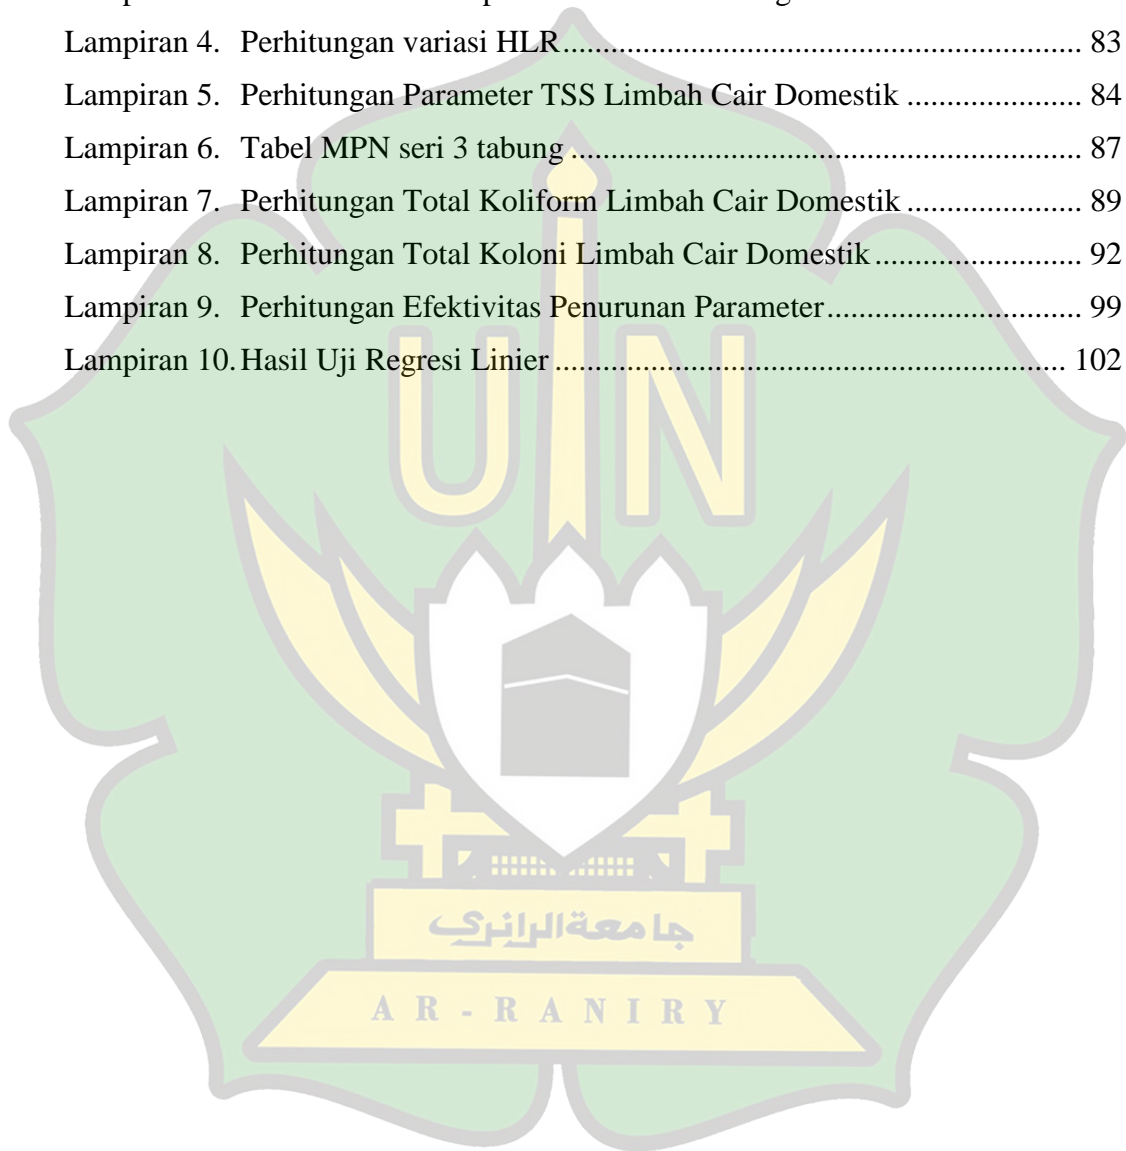 Lampiran 4. Perhitungan variasi HLR................................................................ 83
Lampiran 5. Perhitungan Parameter TSS Limbah Cair Domestik ...................... 84
Lampiran 6. Tabel MPN seri 3 tabung ............................................................... 87
Lampiran 7. Perhitungan Total Koliform Limbah Cair Domestik ...................... 89
Lampiran 8. Perhitungan Total Koloni Limbah Cair Domestik .......................... 92
Lampiran 9. Perhitungan Efektivitas Penurunan Parameter ................................ 99
Lampiran 10. Hasil Uji Regresi Linier ............................................................... 102
UIN
جامعة الرانري
AR-RANIRY